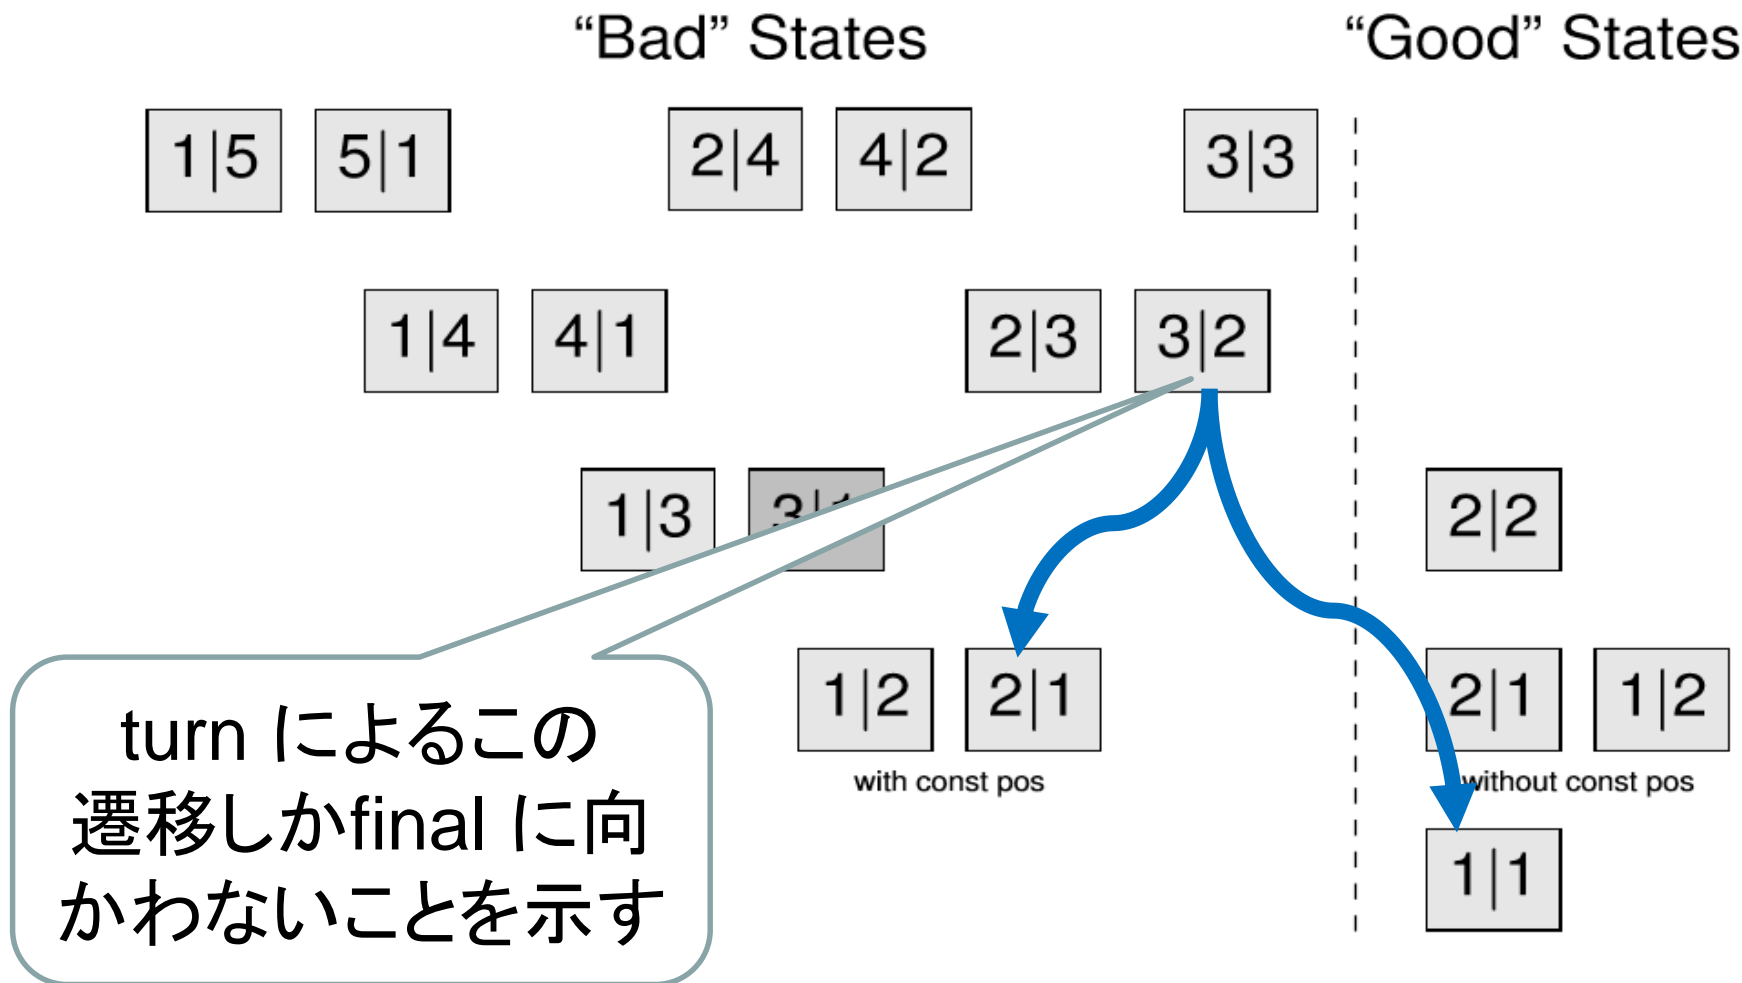 “Bad” States “Good” States
1|5 5|1 2|4 4|2 3|3
1|4 4|1 2|3 3|2
1|3 3|1 2|2
1|2 2|1 2|1 1|2
with const pos without const pos
1|1
turn によるこの
遷移しかfinal に向
かわないことを示す